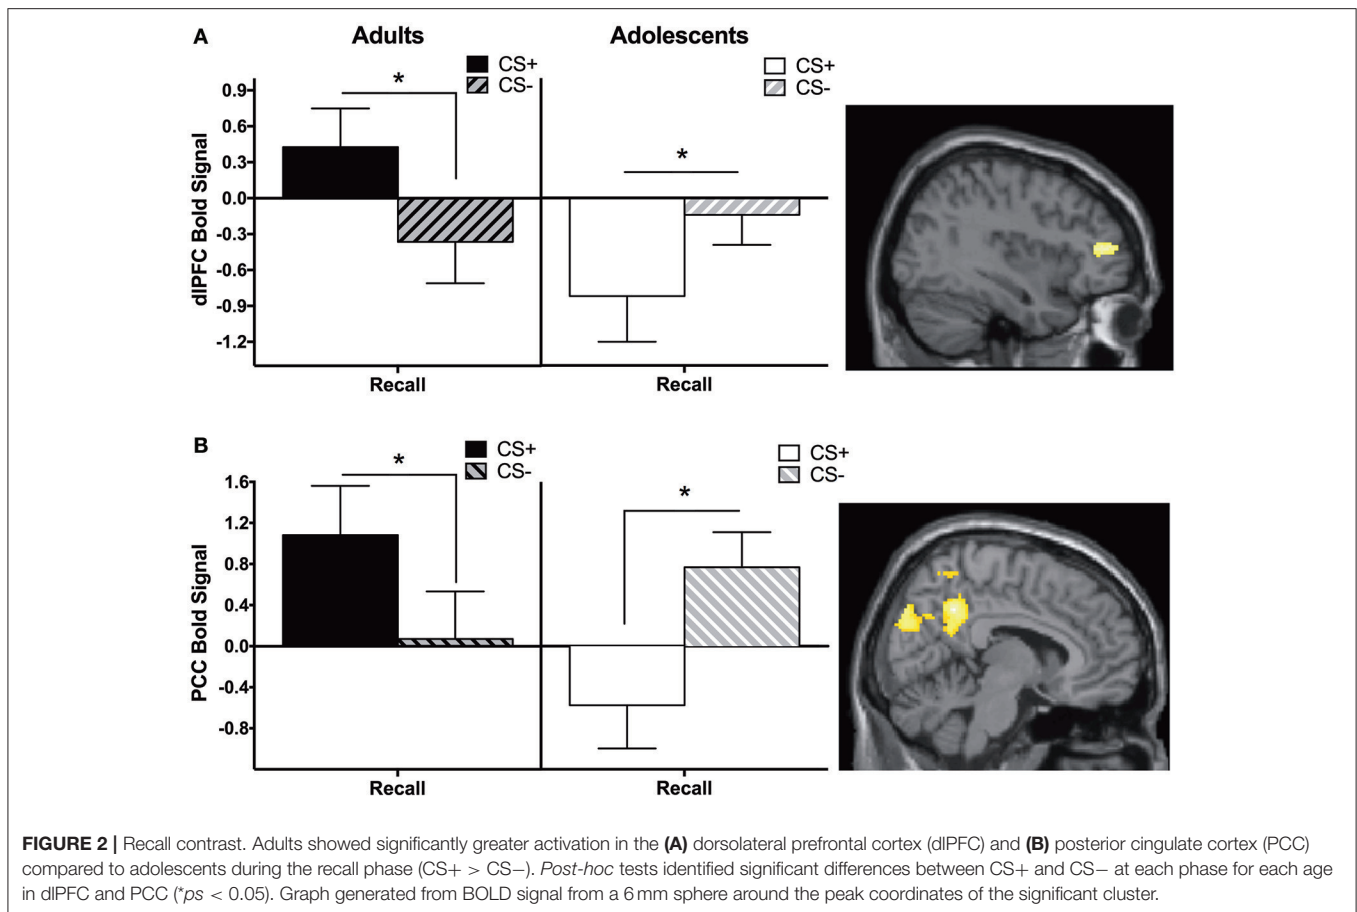 A
Adults
Adolescents
CS+
CS-
CS+
CS-
*
*
dlPFC Bold Signal
0.9
0.6
0.3
0.0
-0.3
-0.6
-0.9
-1.2
Recall
Recall
B
CS+
CS-
CS+
CS-
*
*
PCC Bold Signal
1.6
1.2
0.8
0.4
0.0
-0.4
-0.8
Recall
Recall
FIGURE 2 | Recall contrast. Adults showed significantly greater activation in the (A) dorsolateral prefrontal cortex (dlPFC) and (B) posterior cingulate cortex (PCC)
compared to adolescents during the recall phase (CS+ > CS−). Post-hoc tests identified significant differences between CS+ and CS− at each phase for each age
in dlPFC and PCC (*ps < 0.05). Graph generated from BOLD signal from a 6 mm sphere around the peak coordinates of the significant cluster.